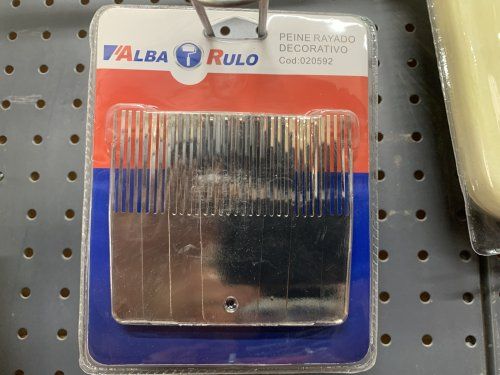 PEINE RAYADO
DECORATIVO
Cod:020592
ALBA RULO